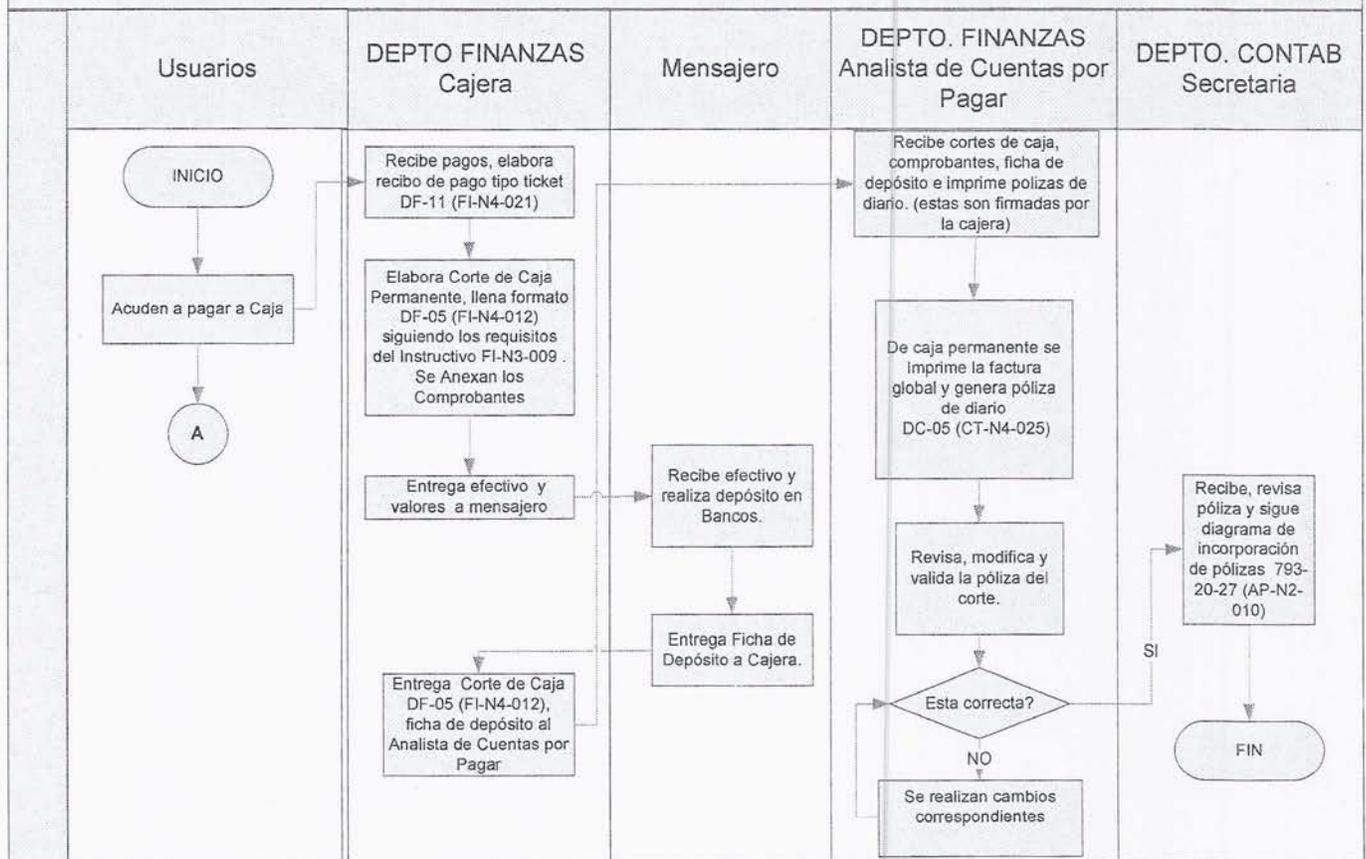 Usuarios
DEPTO FINANZAS
Cajera
Mensajero
DEPTO. FINANZAS
Analista de Cuentas por
Pagar
DEPTO. CONTAB
Secretaria
INICIO
Acuden a pagar a Caja
A
Recibe pagos, elabora
recibo de pago tipo ticket
DF-11 (FI-N4-021)
Elabora Corte de Caja
Permanente, llena formato
DF-05 (FI-N4-012)
siguiendo los requisitos
del Instructivo FI-N3-009 .
Se Anexan los
Comprobantes
Entrega efectivo y
valores a mensajero
Entrega Corte de Caja
DF-05 (FI-N4-012),
ficha de depósito al
Analista de Cuentas por
Pagar
Recibe efectivo y
realiza depósito en
Bancos.
Entrega Ficha de
Depósito a Cajera.
Recibe cortes de caja,
comprobantes, ficha de
depósito e imprime polizas de
diario. (estas son firmadas por
la cajera)
De caja permanente se
Imprime la factura
global y genera póliza
de diario
DC-05 (CT-N4-025)
Revisa, modifica y
valida la póliza del
corte.
Esta correcta?
SI
NO
Se realizan cambios
correspondientes
Recibe, revisa
póliza y sigue
diagrama de
incorporación
de pólizas 793-
20-27 (AP-N2-
010)
FIN